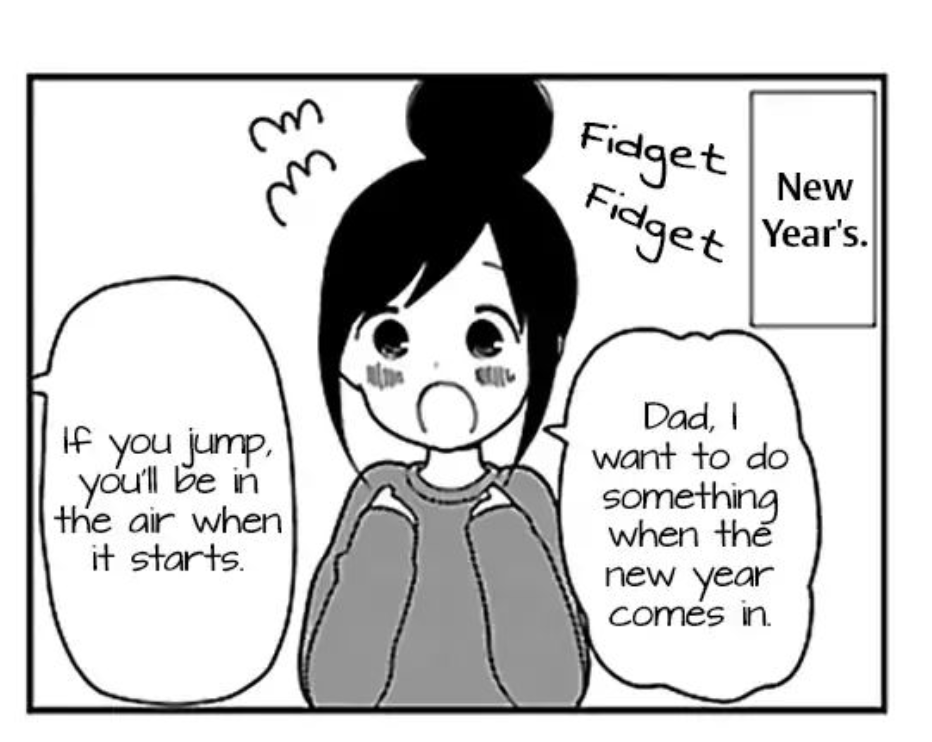 New
Year's.
Fidget
Fidget
Dad, I
want to do
something
when the
new year
comes in.
If you jump,
you'll be in
the air when
it starts.